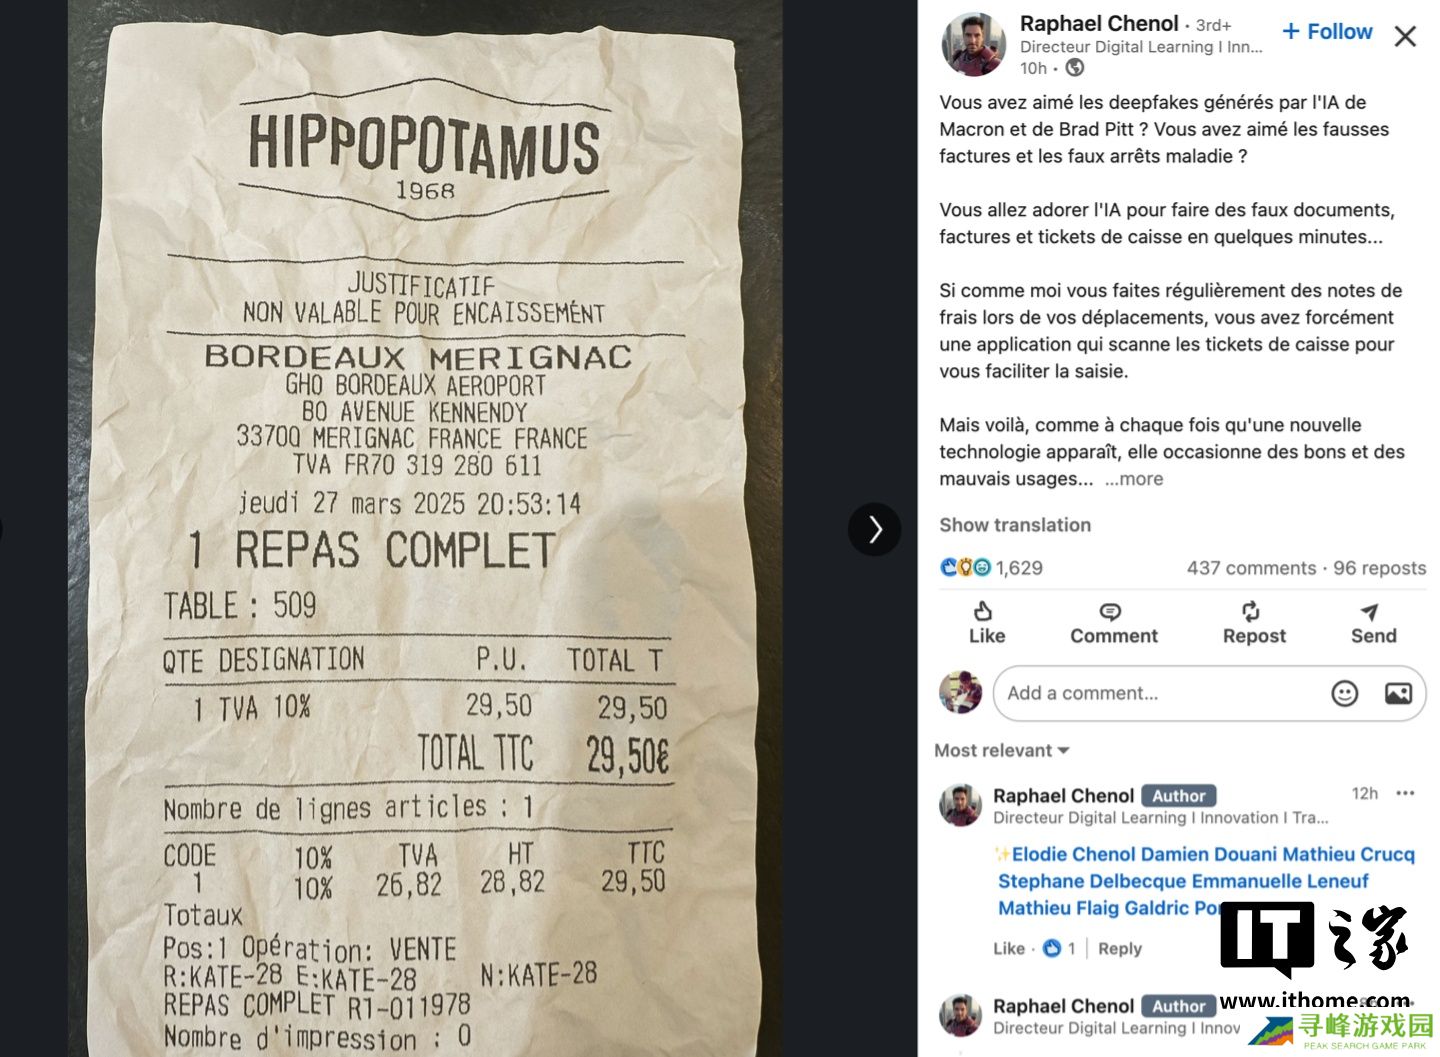 HIPPOPOTAMUS
1968
JUSTIFICATIF
NON VALABLE POUR ENCAISSEMÉNT
BORDEAUX MERIGNAC
GHO BORDEAUX AEROPORT
BO AVENUE KENNENDY
33700 MERIGNAC FRANCE FRANCE
TVA FR70 319 280 611
jeudi 27 mars 2025 20:53:14
1 REPAS COMPLET
TABLE : 509
QTE DESIGNATION P.U. TOTAL T
1 TVA 10% 29,50 29,50
TOTAL TTC 29,50€
Nombre de lignes articles : 1
CODE 10% TVA HT TTC
1 10% 26,82 28,82 29,50
Totaux
Pos:1 Opération: VENTE
R:KATE-28 E:KATE-28 N:KATE-28
REPAS COMPLET R1-011978
Nombre d'impression : 0
Raphael Chenol · 3rd+
+ Follow
Directeur Digital Learning I Inn...
10h ·
Vous avez aimé les deepfakes générés par l'IA de
Macron et de Brad Pitt ? Vous avez aimé les fausses
factures et les faux arrêts maladie ?
Vous allez adorer l'IA pour faire des faux documents,
factures et tickets de caisse en quelques minutes...
Si comme moi vous faites régulièrement des notes de
frais lors de vos déplacements, vous avez forcément
une application qui scanne les tickets de caisse pour
vous faciliter la saisie.
Mais voilà, comme à chaque fois qu'une nouvelle
technologie apparaît, elle occasionne des bons et des
mauvais usages... ...more
Show translation
1,629 437 comments · 96 reposts
Like Comment Repost Send
Add a comment...
Most relevant
Raphael Chenol Author 12h
Directeur Digital Learning I Innovation I Tra...
✨Elodie Chenol Damien Douani Mathieu Crucq
Stephane Delbecque Emmanuelle Leneuf
Mathieu Flaig Galdric
Like · 1 | Reply
Raphael Chenol Author
Directeur Digital Learning I Innov
IT之家
www.ithome.com
寻峰游戏园
PEAK SEARCH GAME PARK